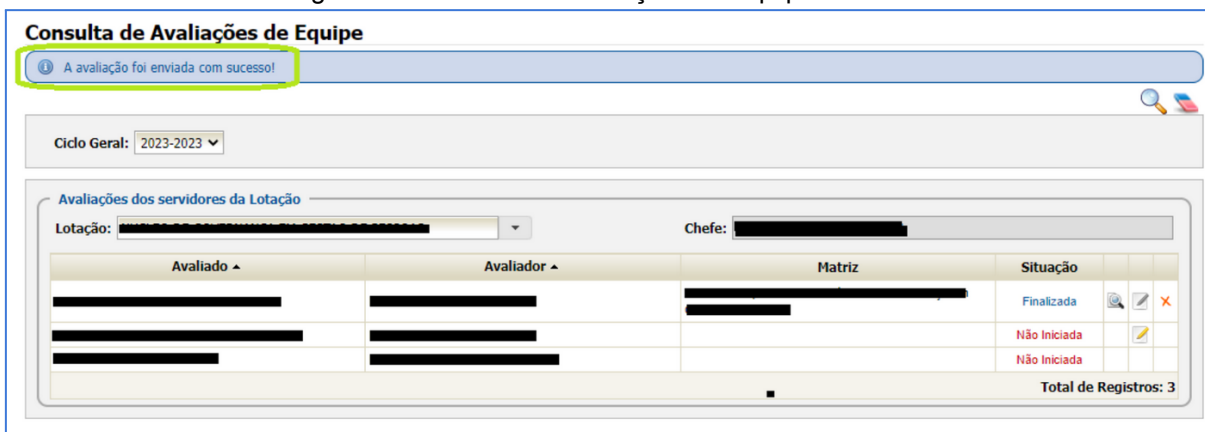 Consulta de Avaliações de Equipe
A avaliação foi enviada com sucesso!
Ciclo Geral: 2023-2023
Avaliações dos servidores da Lotação
Lotação: Chefe:
Avaliado Avaliador Matriz Situação
Finalizada
Não Iniciada
Não Iniciada
Total de Registros: 3